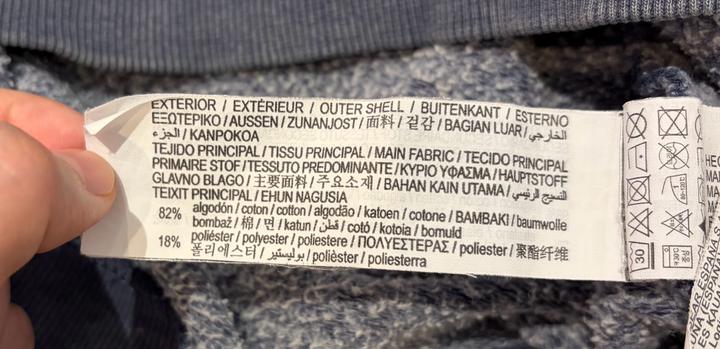 EXTERIOR / EXTÉRIEUR / OUTER SHELL / BUITENKANT / ESTERNO
ΕΞΩΤΕΡΙΚΟ / AUSSEN / ZUNANJOST / 面料 / 겉감 / BAGIAN LUAR / الخارجي
الجزء / KANPOKOA
TEJIDO PRINCIPAL / TISSU PRINCIPAL / MAIN FABRIC / TECIDO PRINCIPAL
PRIMAIRE STOF / TESSUTO PREDOMINANTE / ΚΥΡΙΟ ΥΦΑΣΜΑ / HAUPTSTOFF
GLAVNO BLAGO / 主要面料 / 주요소재 / BAHAN KAIN UTAMA / النسيج الرئيسي
TEIXIT PRINCIPAL / EHUN NAGUSIA
82% algodón / coton / cotton / algodão / katoen / cotone / ΒΑΜΒΑΚΙ / baumwolle
bombaž / 棉 / 면 / katun / قطن / cotó / kotoia / bomuld
18% poliéster / polyester / poliestere / ΠΟΛΥΕΣΤΕΡΑΣ / poliester / 聚酯纤维
폴리에스터 / بوليستير / polièster / poliesterra
30